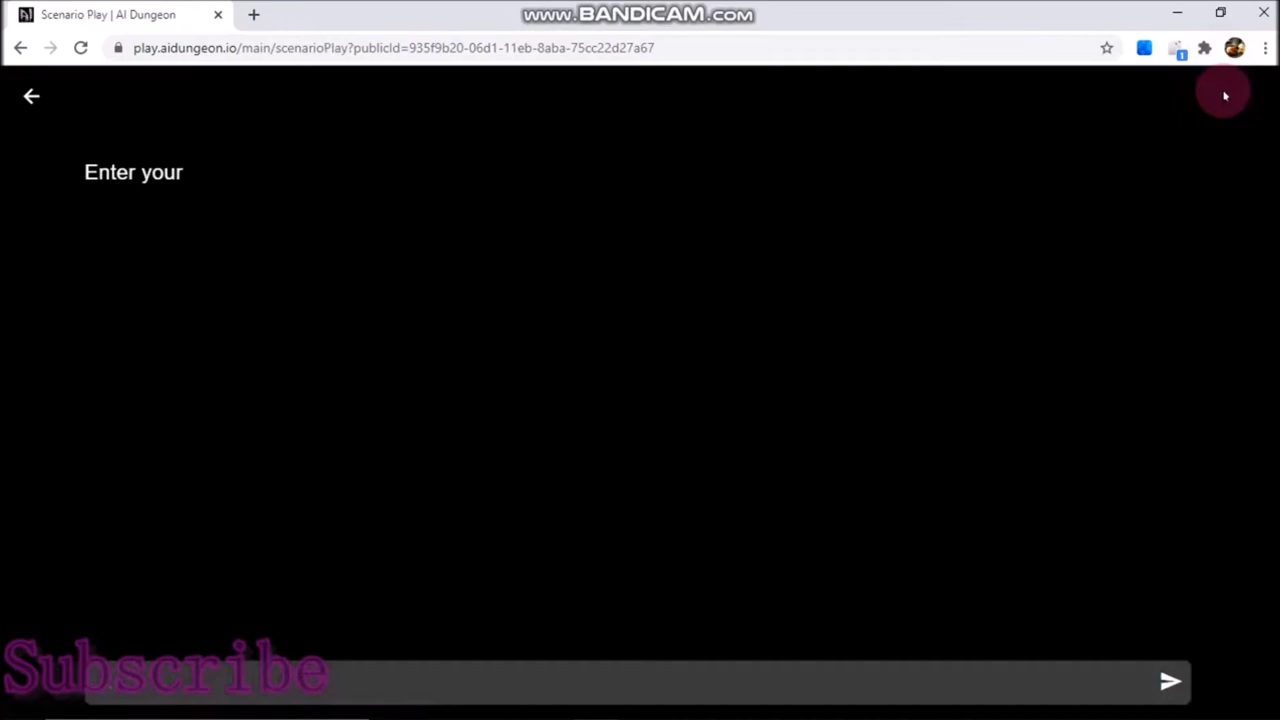 Scenario Play | AI Dungeon
www.BANDICAM.com
play.aidungeon.io/main/scenarioPlay?publicId=935f9b20-06d1-11eb-8aba-75cc22d27a67
1
Enter your
Subscribe